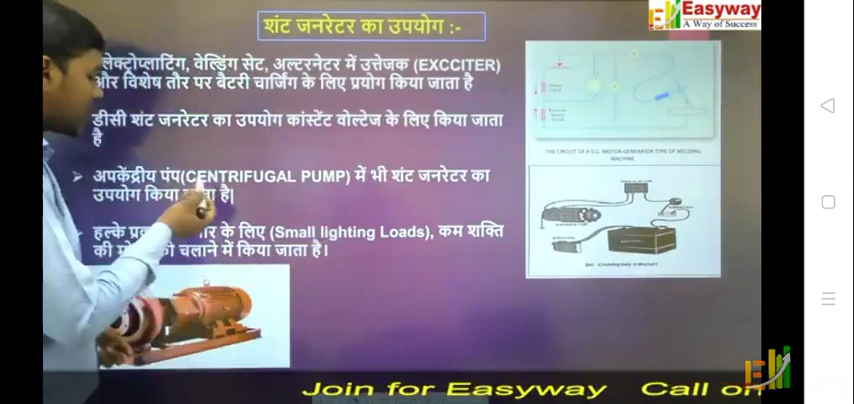 शंट जनरेटर का उपयोग :-
Easyway
A Way of Success
लेक्ट्रोप्लाटिंग, वेल्डिंग सेट, अल्टरनेटर में उत्तेजक (EXCCITER)
और विशेष तौर पर बैटरी चार्जिंग के लिए प्रयोग किया जाता है
डीसी शंट जनरेटर का उपयोग कांस्टेंट वोल्टेज के लिए किया जाता
है
अपकेंद्रीय पंप(CENTRIFUGAL PUMP) में भी शंट जनरेटर का
उपयोग किया है|
हल्के के लिए (Small lighting Loads), कम शक्ति
की को चलाने में किया जाता है।
THE CIRCUIT OF A D.C. MOTOR-GENERATOR TYPE OF WELDING
MACHINE
BATTERY
DC CHARGING CIRCUIT
Join for Easyway Call on